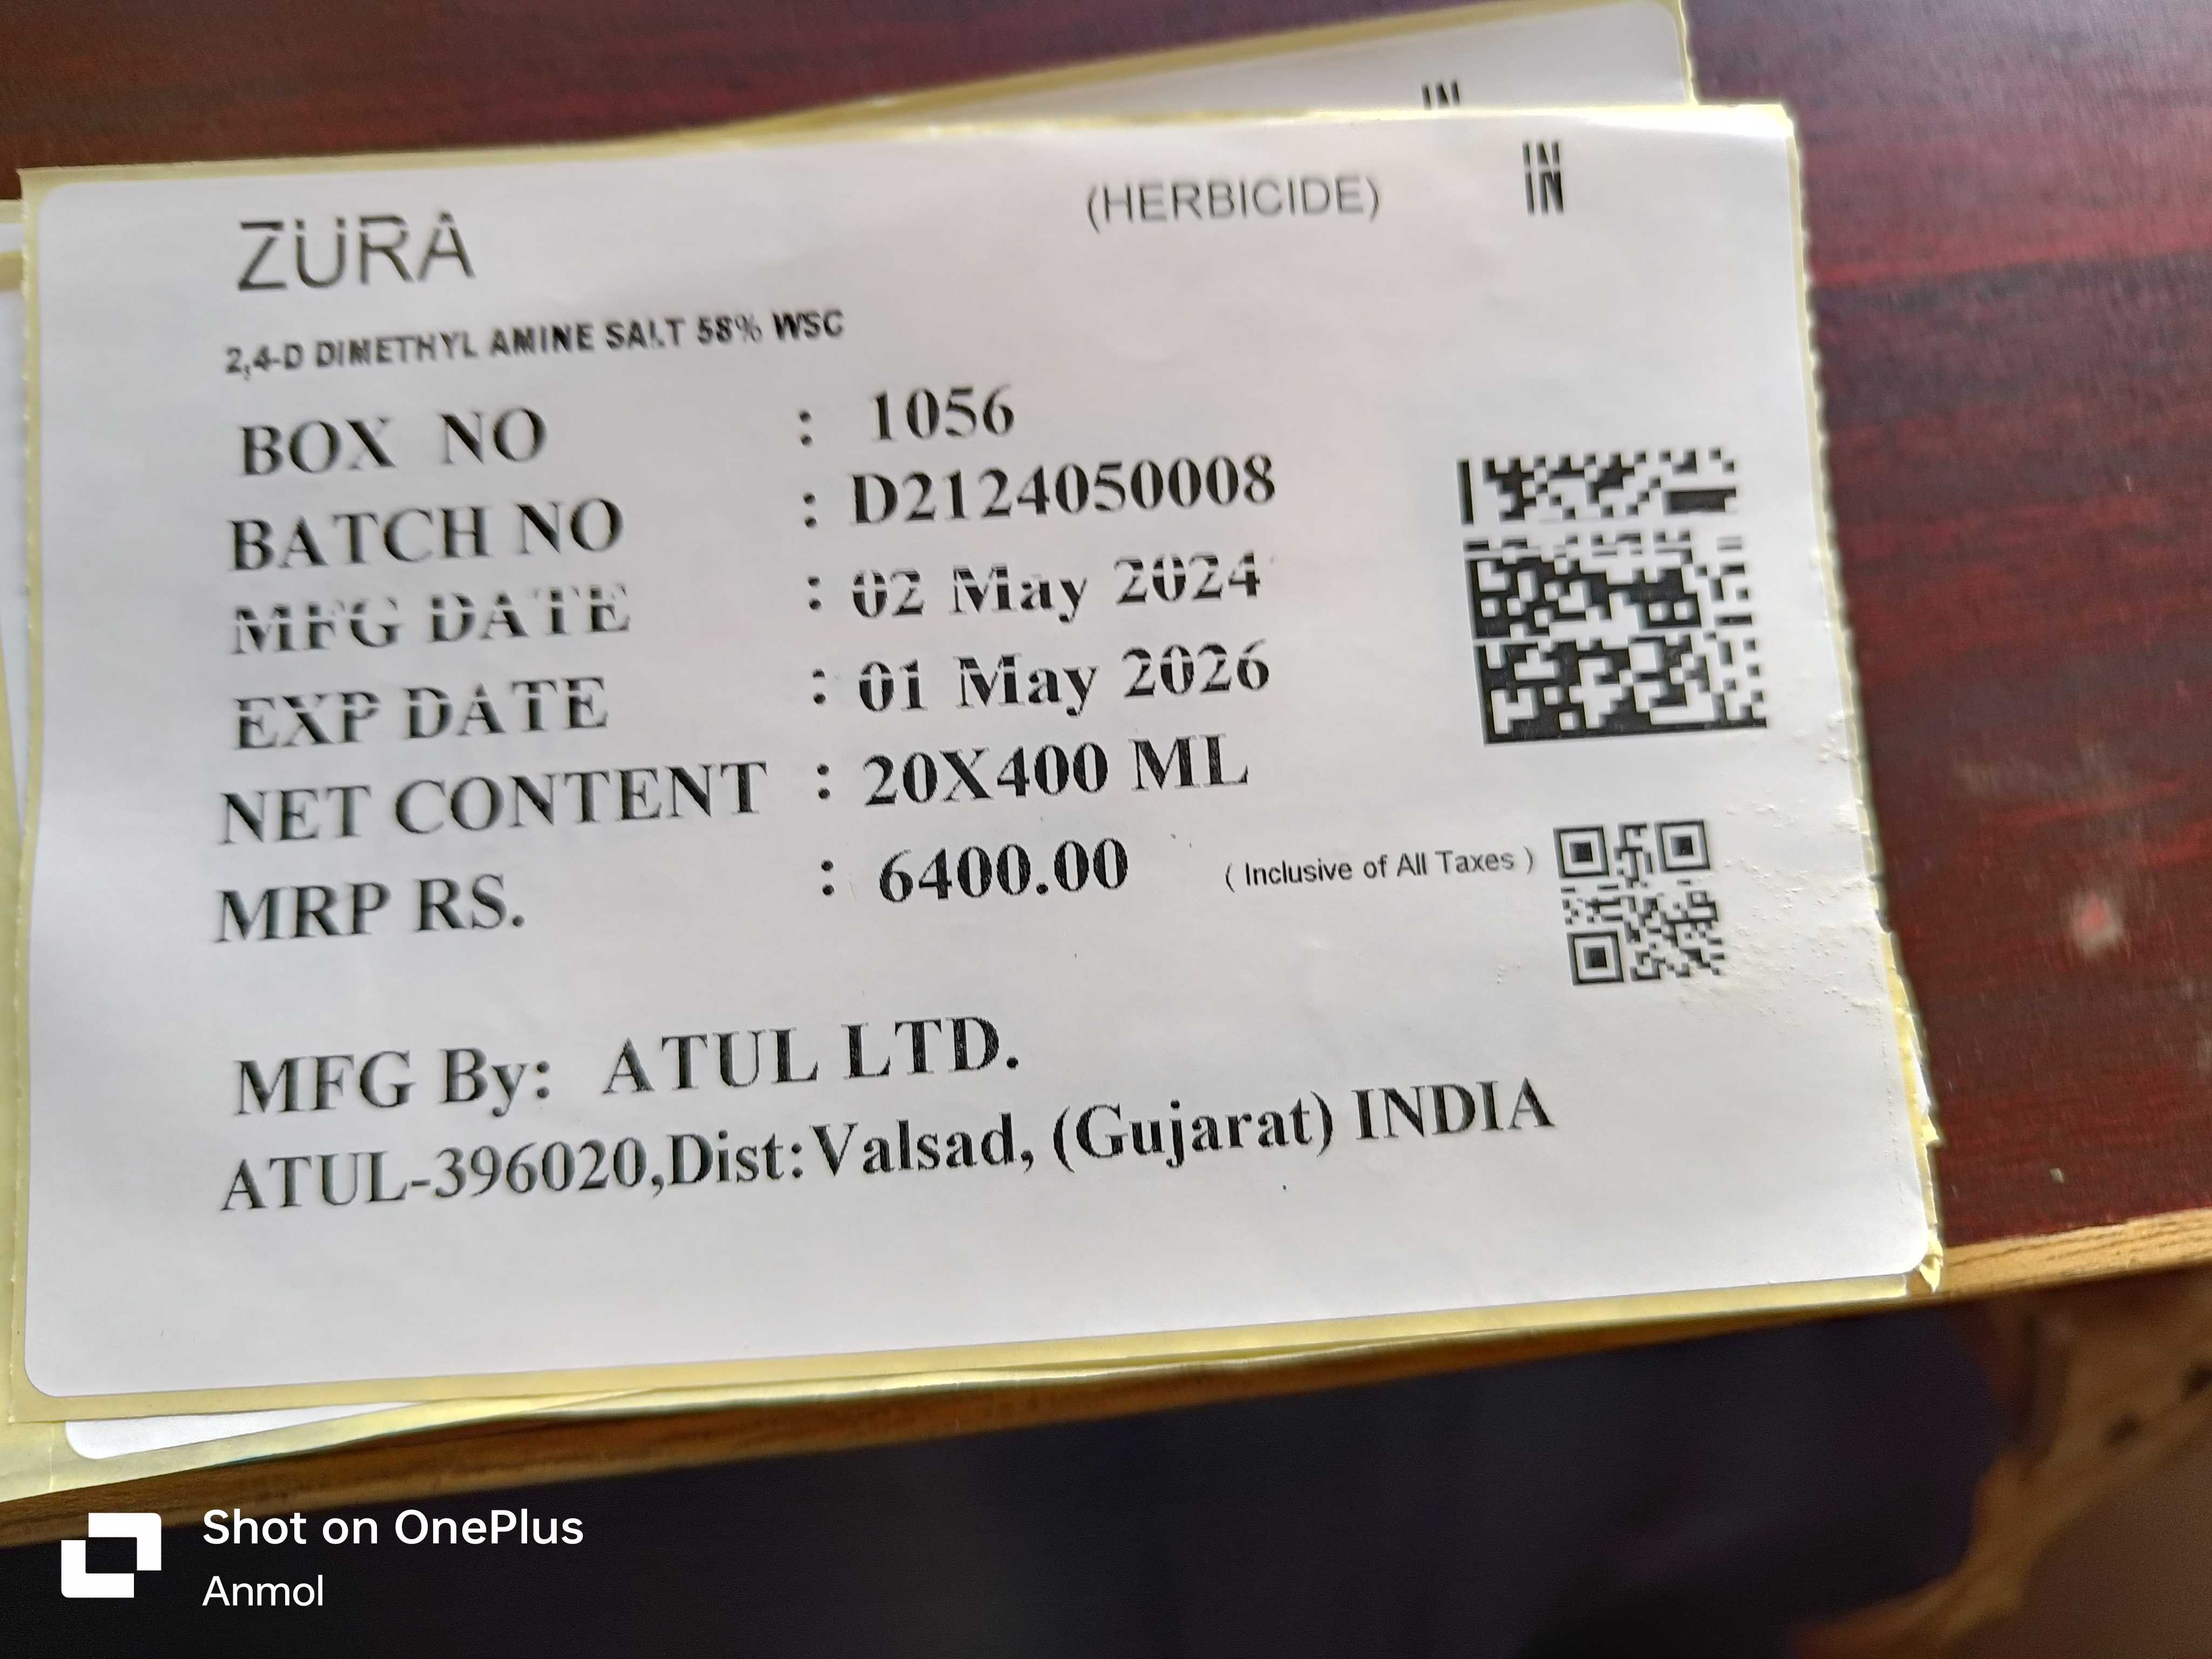 IN
ZURA (HERBICIDE) IN
2,4-D DIMETHYL AMINE SALT 58% WSC
BOX NO : 1056
BATCH NO : D2124050008
MFG DATE : 02 May 2024
EXP DATE : 01 May 2026
NET CONTENT : 20X400 ML
MRP RS. : 6400.00 ( Inclusive of All Taxes )
MFG By: ATUL LTD.
ATUL-396020,Dist:Valsad, (Gujarat) INDIA
Shot on OnePlus
Anmol